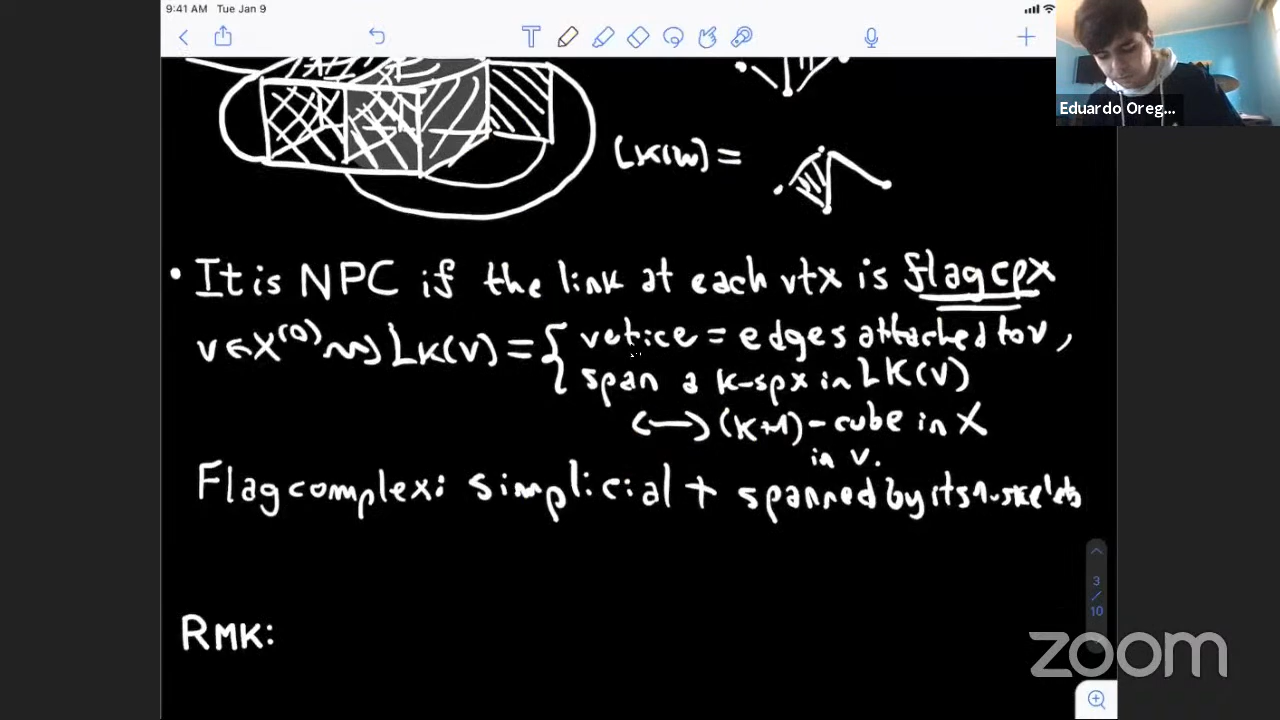 9:41 AM Tue Jan 9
Eduardo Oreg...
LK(w) =
• It is NPC if the link at each vtx is flag cpx
v ∈ X⁽⁰⁾ ⇝ LK(v) = { vetice = edges attached to v,
span a k-spx in LK(v)
⟷ (k+1)-cube in X
in v.
Flag complex: simplicial + spanned by its 1-skeleto
RMK:
3
/
10
zoom